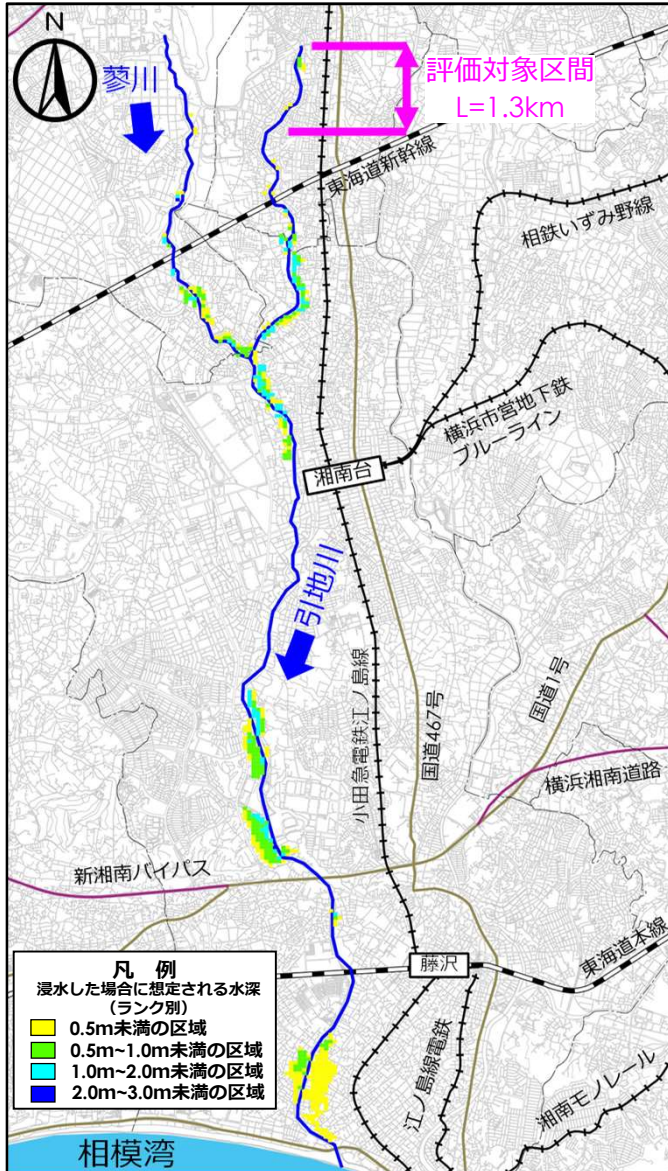 蓼川
評価対象区間
L=1.3km
東海道新幹線
相鉄いずみ野線
横浜市営地下鉄
ブルーライン
湘南台
引地川
小田急電鉄江ノ島線
国道467号
国道1号
横浜湘南道路
新湘南バイパス
藤沢
東海道本線
江ノ島線電鉄
湘南モノレール
凡 例
浸水した場合に想定される水深
(ランク別)
0.5m未満の区域
0.5m~1.0m未満の区域
1.0m~2.0m未満の区域
2.0m~3.0m未満の区域
相模湾